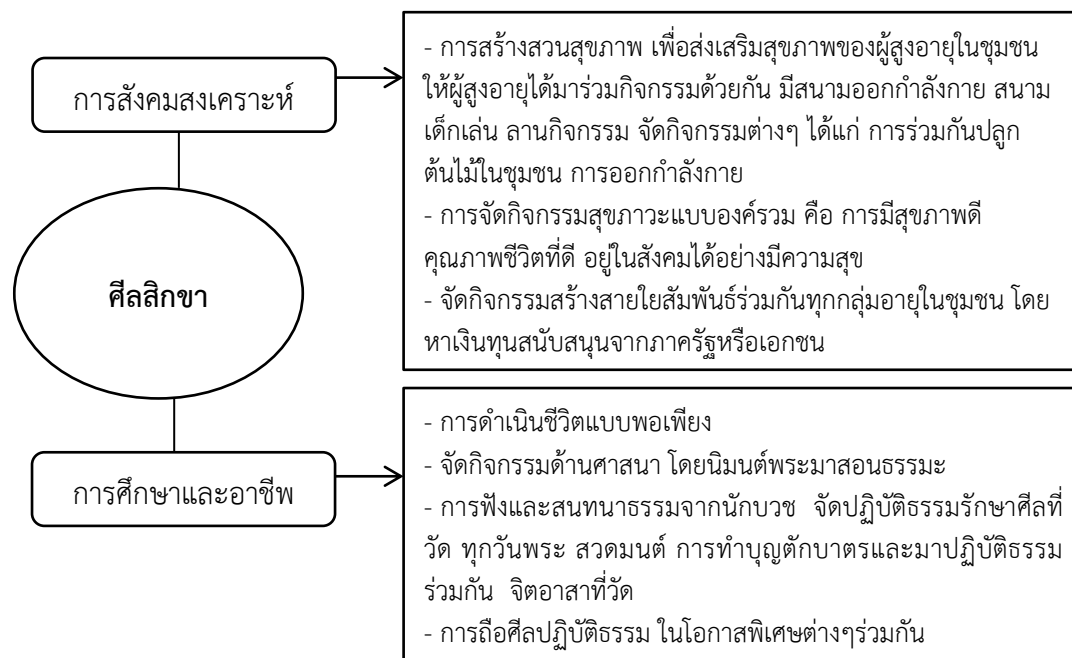 การสังคมสงเคราะห์
- การสร้างสวนสุขภาพ เพื่อส่งเสริมสุขภาพของผู้สูงอายุในชุมชน
ให้ผู้สูงอายุได้มาร่วมกิจกรรมด้วยกัน มีสนามออกกำลังกาย สนาม
เด็กเล่น ลานกิจกรรม จัดกิจกรรมต่างๆ ได้แก่ การร่วมกันปลูก
ต้นไม้ในชุมชน การออกกำลังกาย
- การจัดกิจกรรมสุขภาวะแบบองค์รวม คือ การมีสุขภาพดี
คุณภาพชีวิตที่ดี อยู่ในสังคมได้อย่างมีความสุข
- จัดกิจกรรมสร้างสายใยสัมพันธ์ร่วมกันทุกกลุ่มอายุในชุมชน โดย
หาเงินทุนสนับสนุนจากภาครัฐหรือเอกชน
ศีลสิกขา
การศึกษาและอาชีพ
- การดำเนินชีวิตแบบพอเพียง
- จัดกิจกรรมด้านศาสนา โดยนิมนต์พระมาสอนธรรมะ
- การฟังและสนทนาธรรมจากนักบวช จัดปฏิบัติธรรมรักษาศีลที่
วัด ทุกวันพระ สวดมนต์ การทำบุญตักบาตรและมาปฏิบัติธรรม
ร่วมกัน จิตอาสาที่วัด
- การถือศีลปฏิบัติธรรม ในโอกาสพิเศษต่างๆร่วมกัน